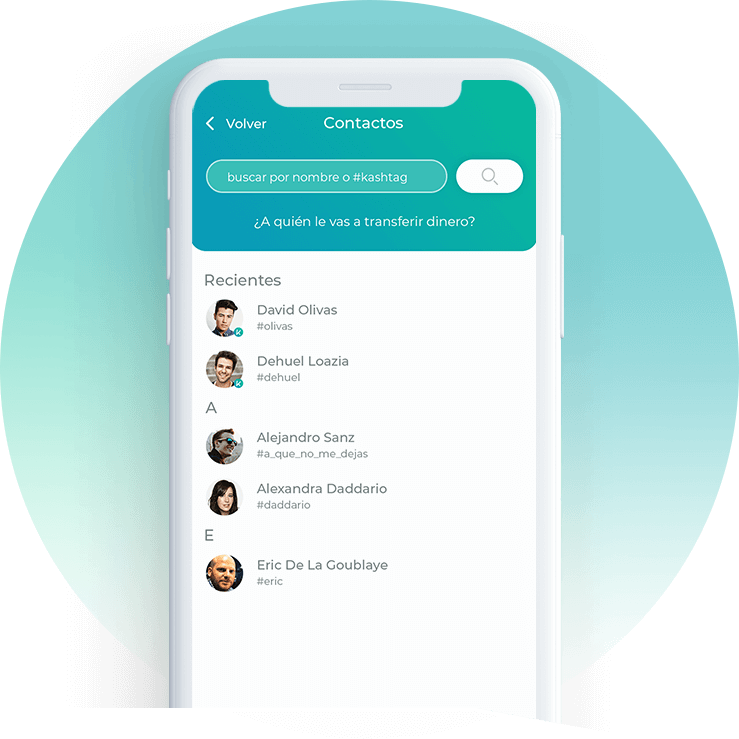 Volver
Contactos
buscar por nombre o #kashtag
¿A quién le vas a transferir dinero?
Recientes
David Olivas
#olivas
Dehuel Loazia
#dehuel
A
Alejandro Sanz
#a_que_no_me_dejas
Alexandra Daddario
#daddario
E
Eric De La Goublaye
#eric